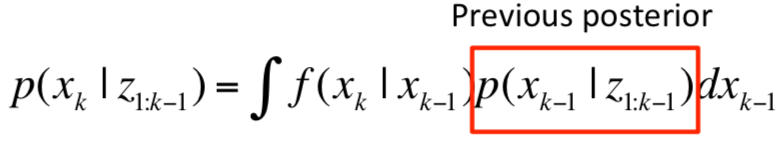 Previous posterior
p(x_k | z_{1:k-1}) = ∫ f(x_k | x_{k-1}) p(x_{k-1} | z_{1:k-1}) dx_{k-1}